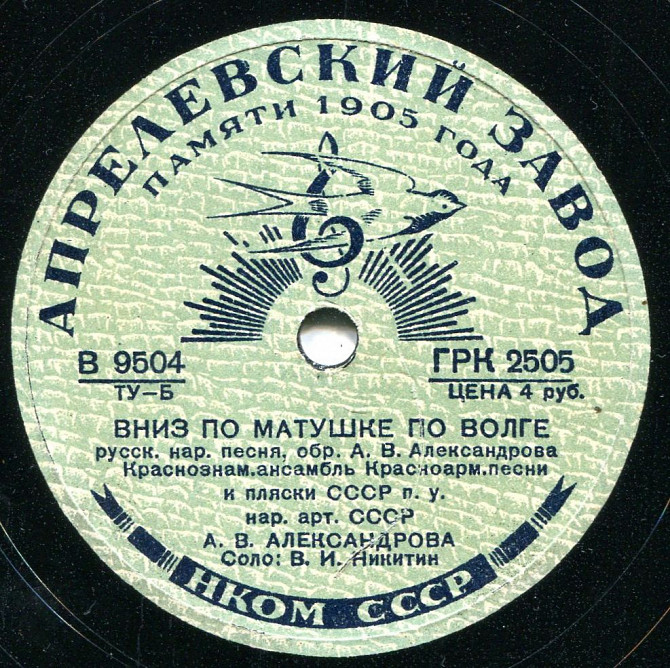 АПРЕЛЕВСКИЙ ЗАВОД
ПАМЯТИ 1905 ГОДА
В 9504
ГРК 2505
ТУ—Б
ЦЕНА 4 руб.
ВНИЗ ПО МАТУШКЕ ПО ВОЛГЕ
русск. нар. песня, обр. А. В. Александрова
Краснознам.ансамбль Красноарм.песни
и пляски СССР п. у.
нар. арт. СССР
А. В. АЛЕКСАНДРОВА
Соло: В. И. Никитин
НКОМ СССР